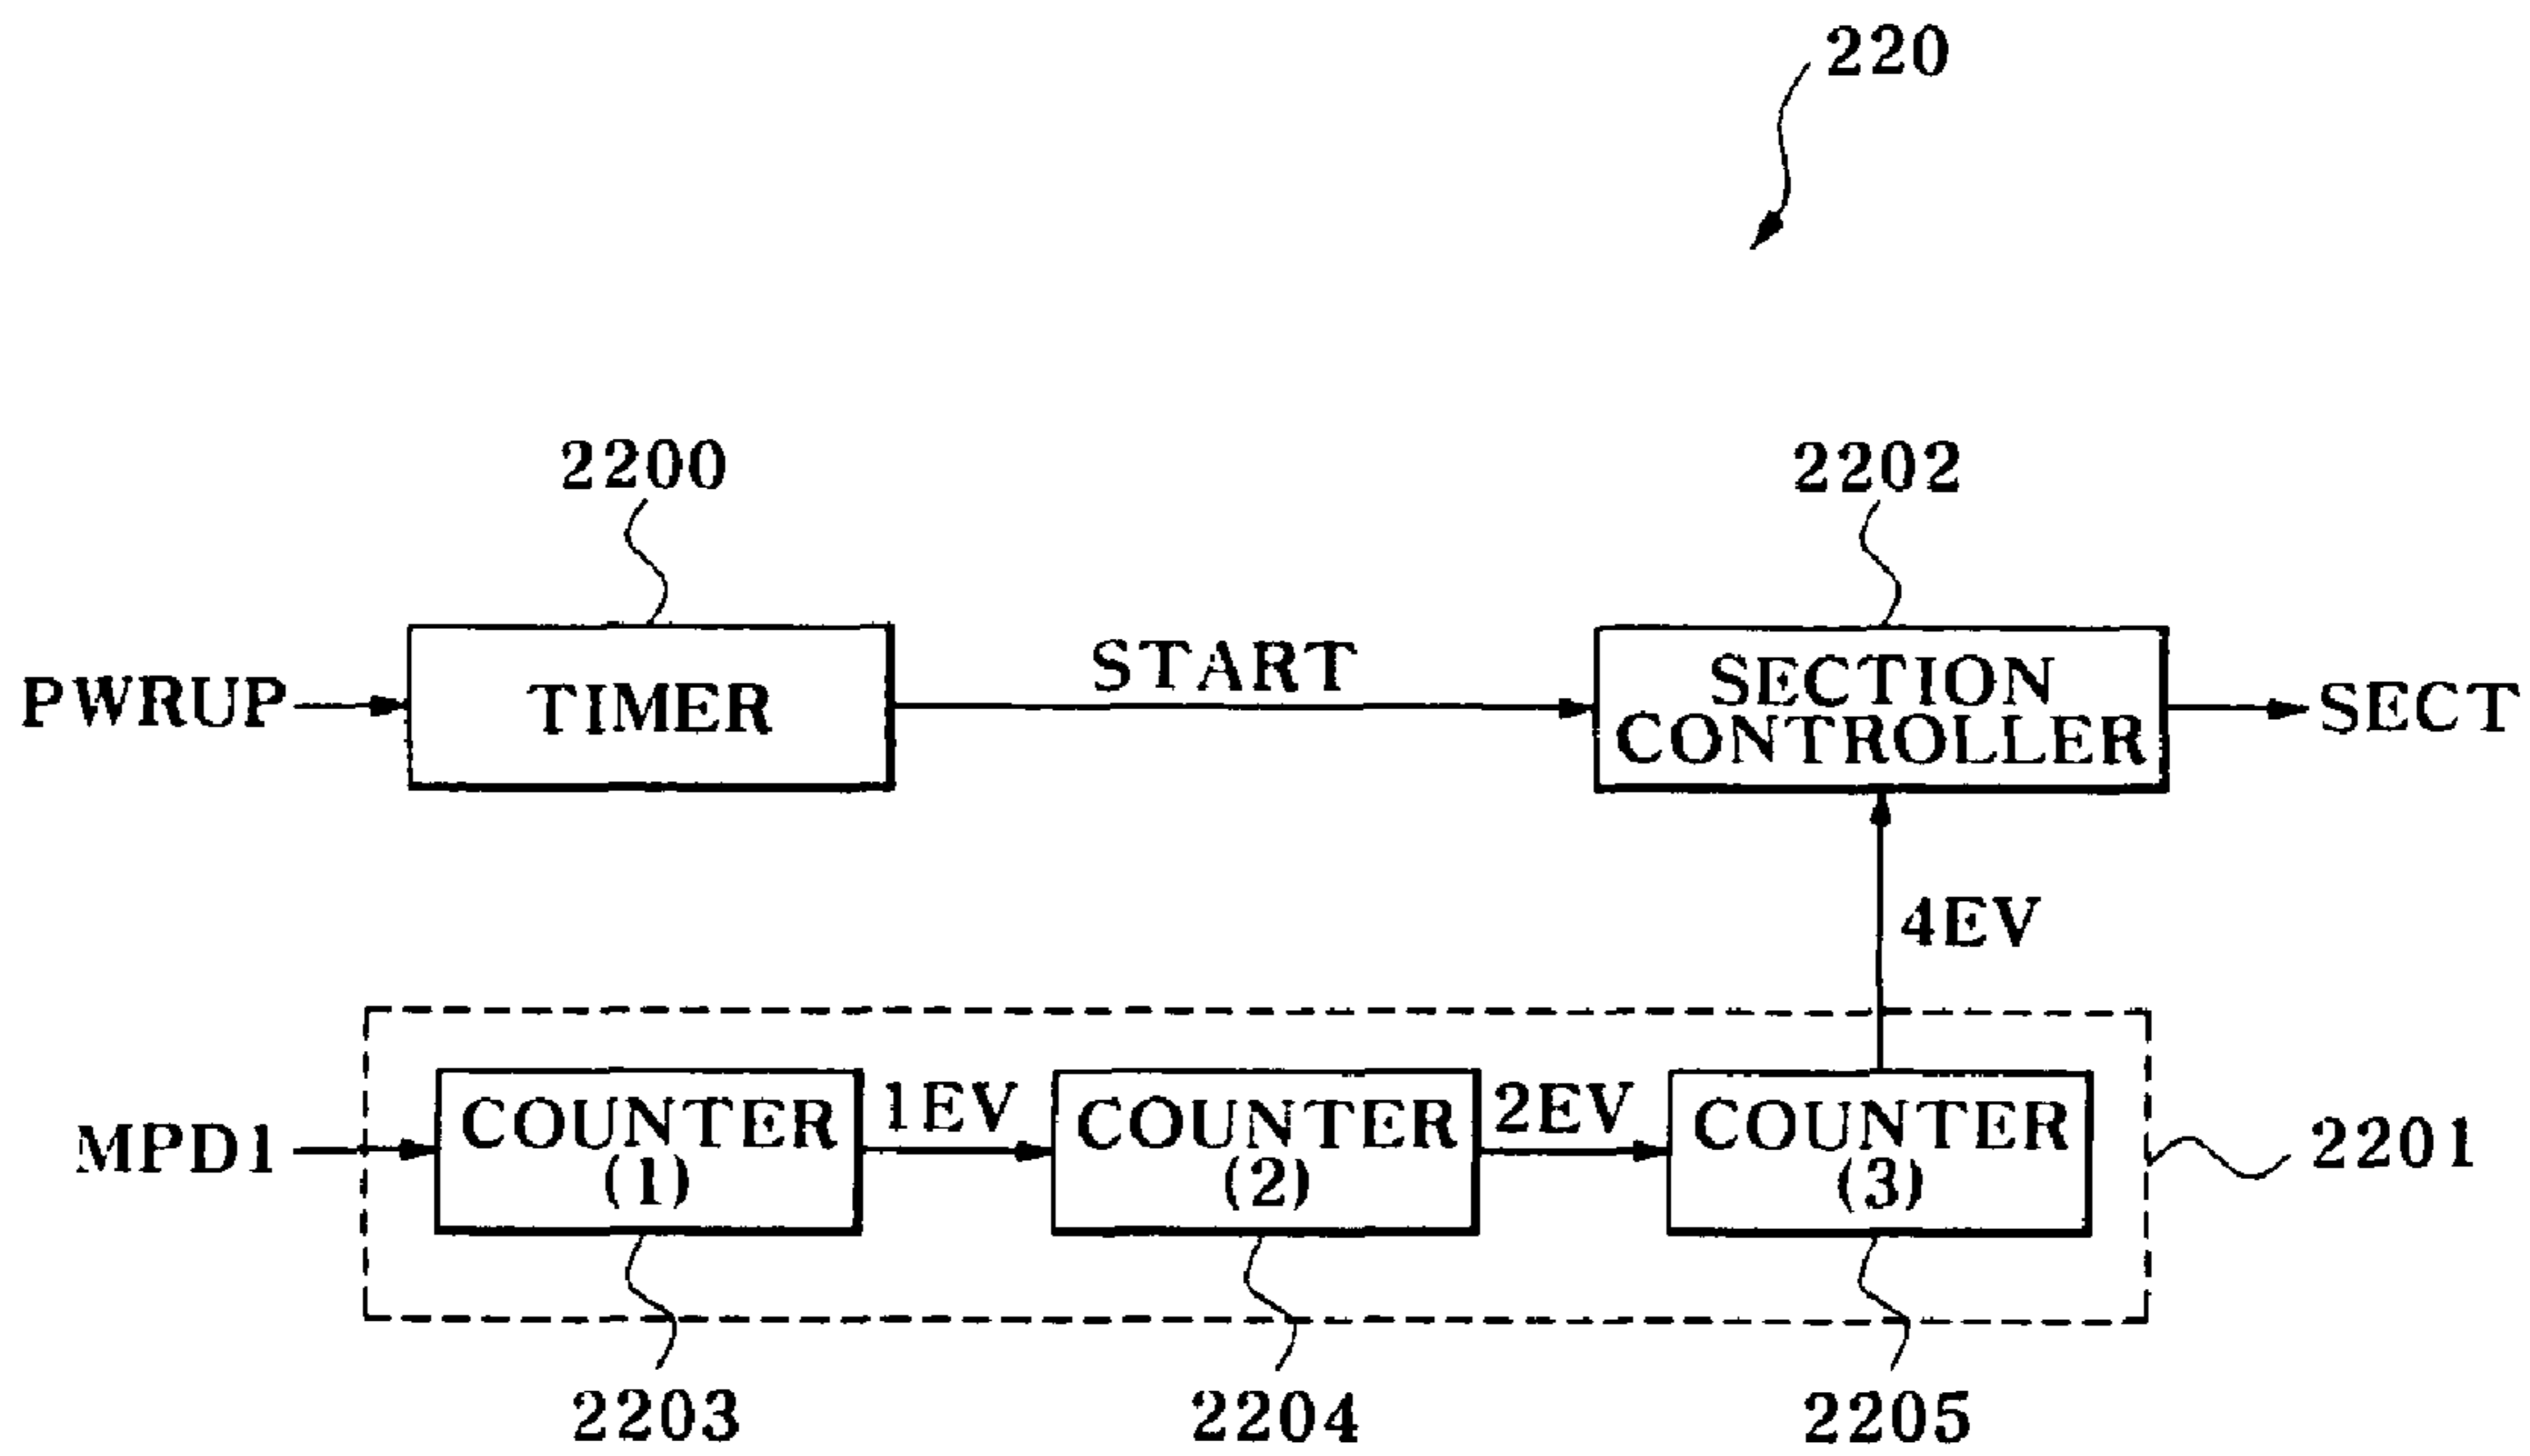 220
2200
2202
PWRUP
TIMER
START
SECTION
CONTROLLER
SECT
4EV
MPD1
COUNTER
(1)
1EV
COUNTER
(2)
2EV
COUNTER
(3)
2201
2203
2204
2205